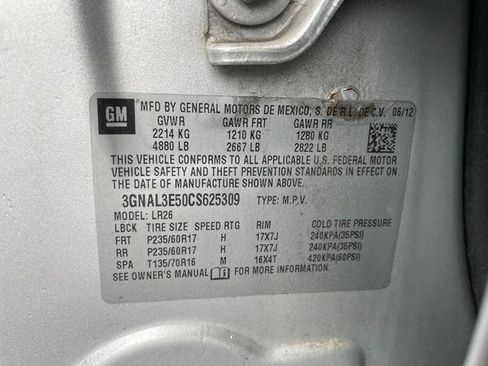 GM
MFD BY GENERAL MOTORS DE MEXICO, S. DE R.L. DE C.V. 06/12
GVWR GAWR FRT GAWR RR
2214 KG 1210 KG 1280 KG
4880 LB 2667 LB 2822 LB
THIS VEHICLE CONFORMS TO ALL APPLICABLE U.S. FEDERAL MOTOR
VEHICLE SAFETY AND THEFT PREVENTION STANDARDS IN EFFECT ON THE
DATE OF MANUFACTURE SHOWN ABOVE.
3GNAL3E50CS625309 TYPE: M.P.V.
MODEL: LR26
LBCK TIRE SIZE SPEED RTG RIM COLD TIRE PRESSURE
FRT P235/60R17 H 17X7J 240KPA(35PSI)
RR P235/60R17 H 17X7J 240KPA(35PSI)
SPA T135/70R16 M 16X4T 420KPA(60PSI)
SEE OWNER'S MANUAL FOR MORE INFORMATION.